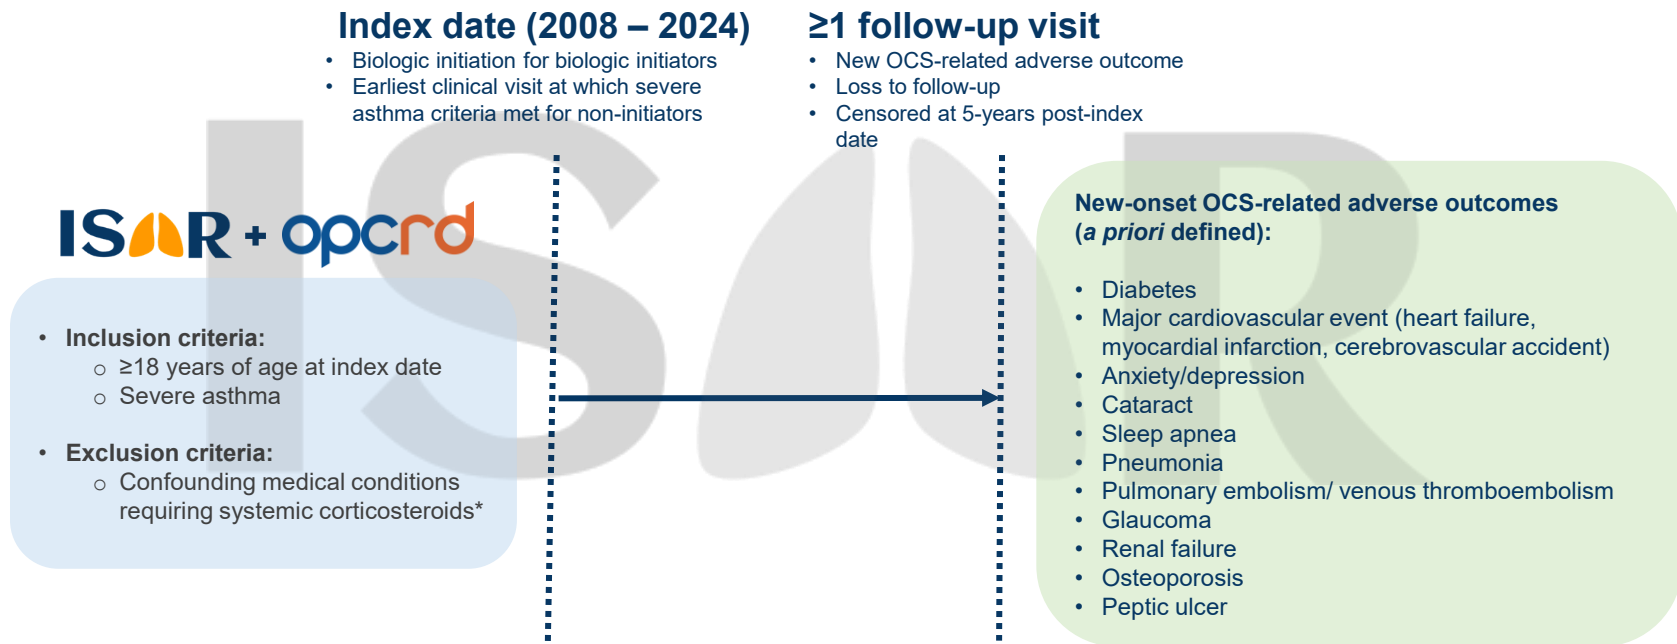 Index date (2008 – 2024)
• Biologic initiation for biologic initiators
• Earliest clinical visit at which severe
asthma criteria met for non-initiators
≥1 follow-up visit
• New OCS-related adverse outcome
• Loss to follow-up
• Censored at 5-years post-index
date
ISAR + opcrd
• Inclusion criteria:
o ≥18 years of age at index date
o Severe asthma
• Exclusion criteria:
o Confounding medical conditions
requiring systemic corticosteroids*
New-onset OCS-related adverse outcomes
(a priori defined):
• Diabetes
• Major cardiovascular event (heart failure,
myocardial infarction, cerebrovascular accident)
• Anxiety/depression
• Cataract
• Sleep apnea
• Pneumonia
• Pulmonary embolism/ venous thromboembolism
• Glaucoma
• Renal failure
• Osteoporosis
• Peptic ulcer
ISAR